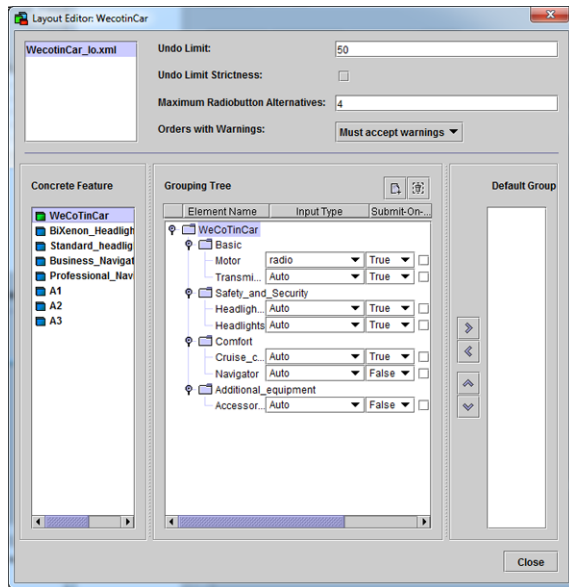 Layout Editor: WecotinCar
WecotinCar_lo.xml
Undo Limit: 50
Undo Limit Strictness:
Maximum Radiobutton Alternatives: 4
Orders with Warnings: Must accept warnings
Concrete Feature
WeCoTinCar
BiXenon_Headligh
Standard_headlig
Business_Navigat
Professional_Nav
A1
A2
A3
Grouping Tree
Element Name Input Type Submit-On-...
WeCoTinCar
Basic
Motor radio True
Transmi... Auto True
Safety_and_Security
Headligh... Auto True
Headlights Auto True
Comfort
Cruise_c... Auto True
Navigator Auto False
Additional_equipment
Accessor... Auto False
Default Group
Close